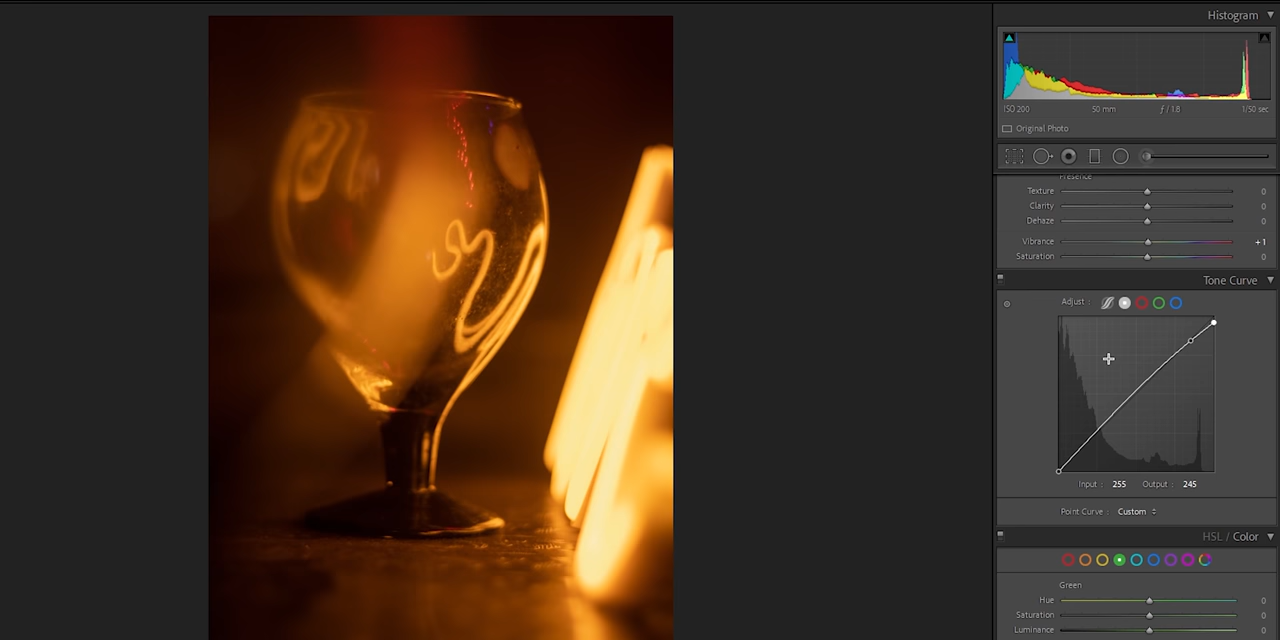 Histogram
ISO 200 50 mm ƒ / 1.8 1/50 sec
Original Photo
Presence
Texture 0
Clarity 0
Dehaze 0
Vibrance +1
Saturation 0
Tone Curve
Adjust :
Input : 255 Output : 245
Point Curve : Custom
HSL / Color
Green
Hue 0
Saturation 0
Luminance 0